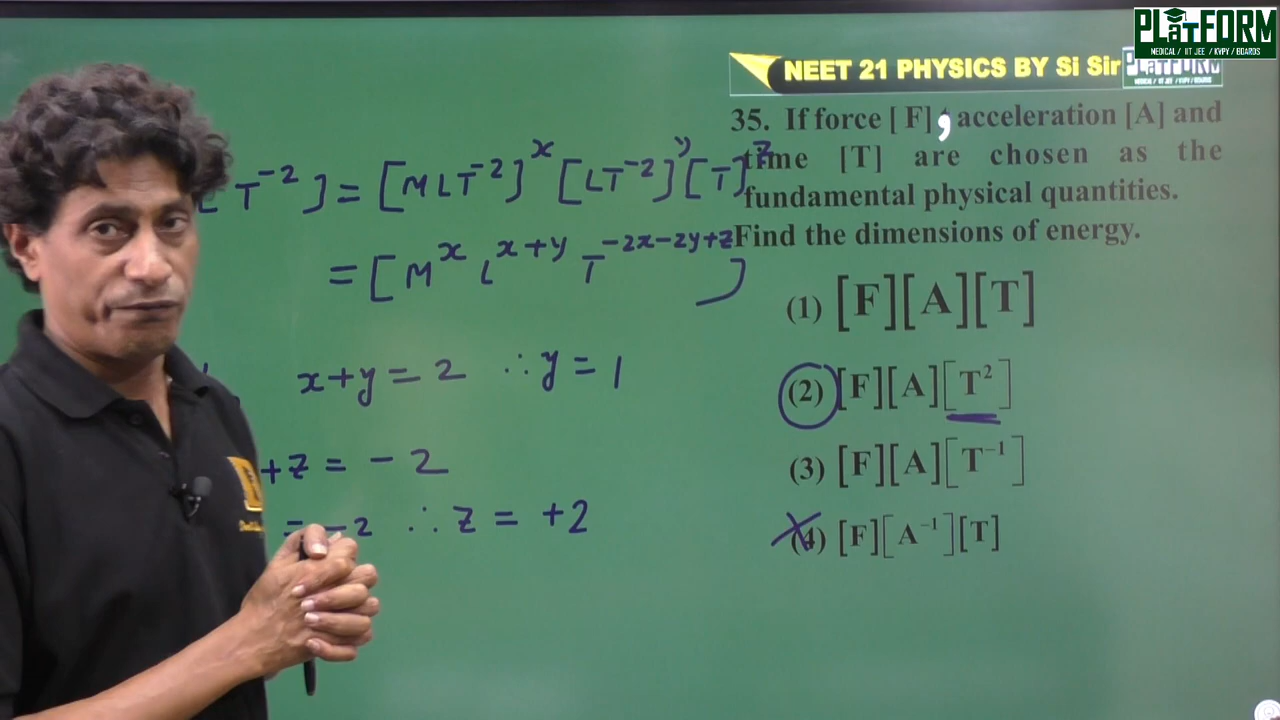 PLATFORM
MEDICAL / IIT JEE / KVPY / BOARDS
NEET 21 PHYSICS BY Si Sir
35. If force [ F] , acceleration [A] and
time [T] are chosen as the
fundamental physical quantities.
Find the dimensions of energy.
(1) [F][A][T]
(2) [F][A][T²]
(3) [F][A][T⁻¹]
(4) [F][A⁻¹][T]
T⁻²] = [MLT⁻²]ˣ [LT⁻²]ʸ [T]ᶻ
= [Mˣ L^{x+y} T^{-2x-2y+z}]
x+y = 2 ∴ y = 1
+z = -2
= -2 ∴ z = +2